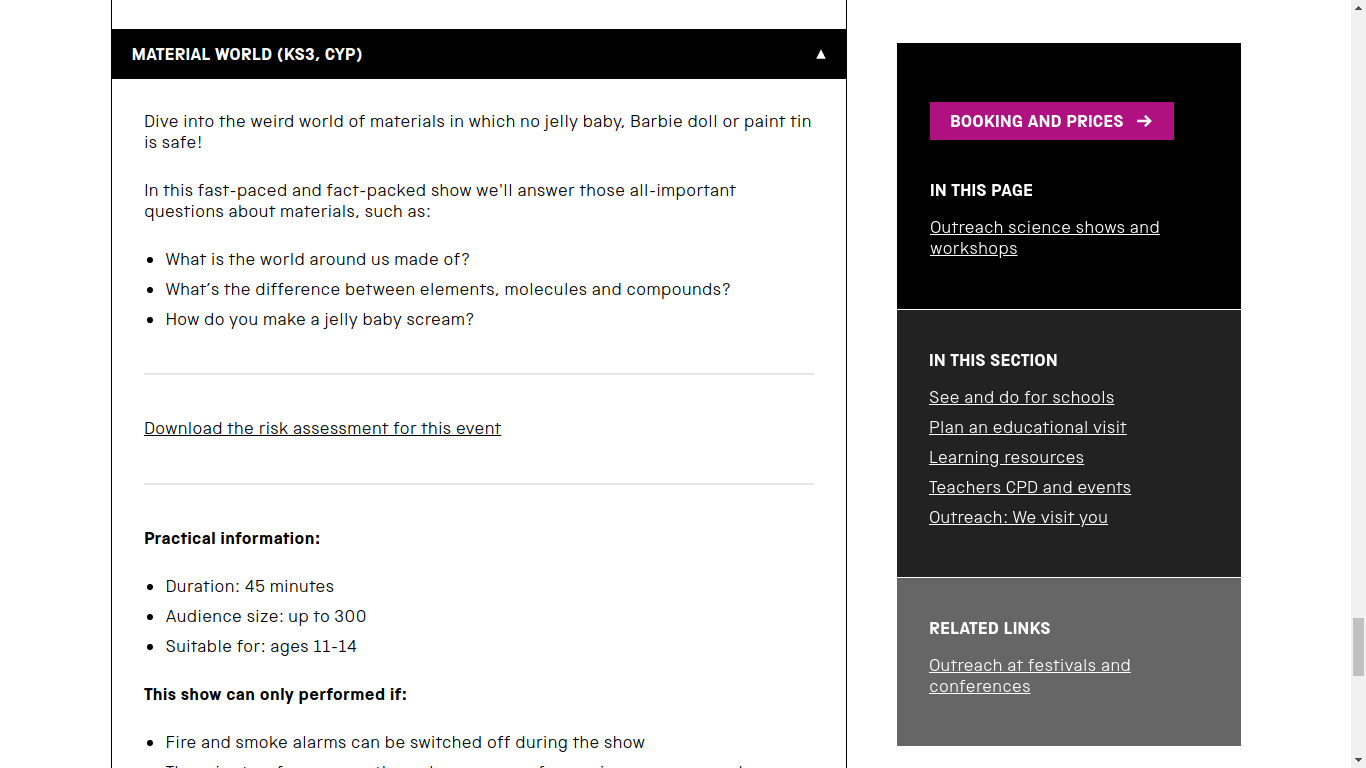 MATERIAL WORLD (KS3, CYP)
▲
Dive into the weird world of materials in which no jelly baby, Barbie doll or paint tin
is safe!
In this fast-paced and fact-packed show we'll answer those all-important
questions about materials, such as:
• What is the world around us made of?
• What’s the difference between elements, molecules and compounds?
• How do you make a jelly baby scream?
Download the risk assessment for this event
Practical information:
• Duration: 45 minutes
• Audience size: up to 300
• Suitable for: ages 11-14
This show can only performed if:
• Fire and smoke alarms can be switched off during the show
BOOKING AND PRICES →
IN THIS PAGE
Outreach science shows and
workshops
IN THIS SECTION
See and do for schools
Plan an educational visit
Learning resources
Teachers CPD and events
Outreach: We visit you
RELATED LINKS
Outreach at festivals and
conferences